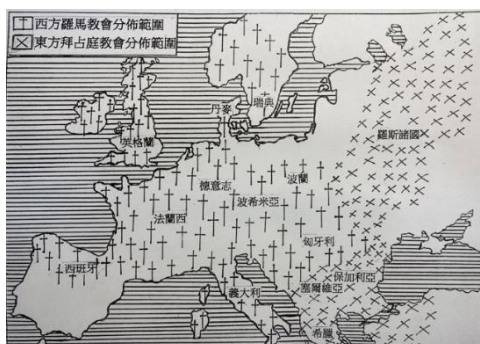 西方羅馬教會分佈範圍
東方拜占庭教會分佈範圍
瑞典
丹麥
羅斯諸國
英格蘭
德意志
波蘭
波希米亞
法蘭西
匈牙利
西班牙
保加利亞
塞爾維亞
義大利
希臘